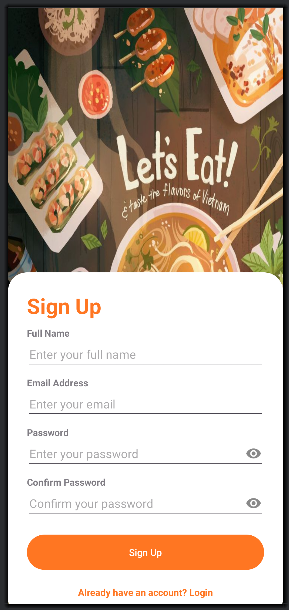 Let's Eat!
& taste the flavors of Vietnam
Sign Up
Full Name
Enter your full name
Email Address
Enter your email
Password
Enter your password
Confirm Password
Confirm your password
Sign Up
Already have an account? Login